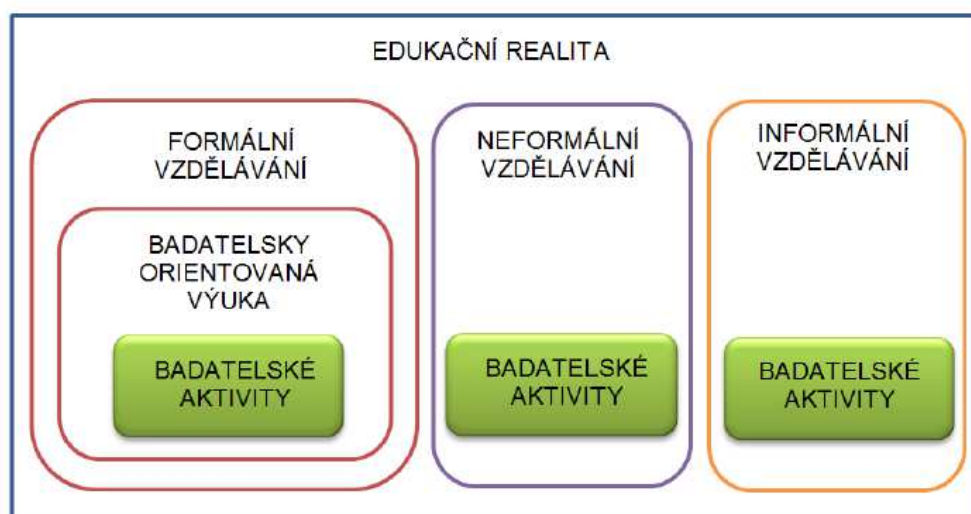 EDUKAČNÍ REALITA
FORMÁLNÍ
VZDĚLÁVÁNÍ
BADATELSKY
ORIENTOVANÁ
VÝUKA
BADATELSKÉ
AKTIVITY
NEFORMÁLNÍ
VZDĚLÁVÁNÍ
BADATELSKÉ
AKTIVITY
INFORMÁLNÍ
VZDĚLÁVÁNÍ
BADATELSKÉ
AKTIVITY